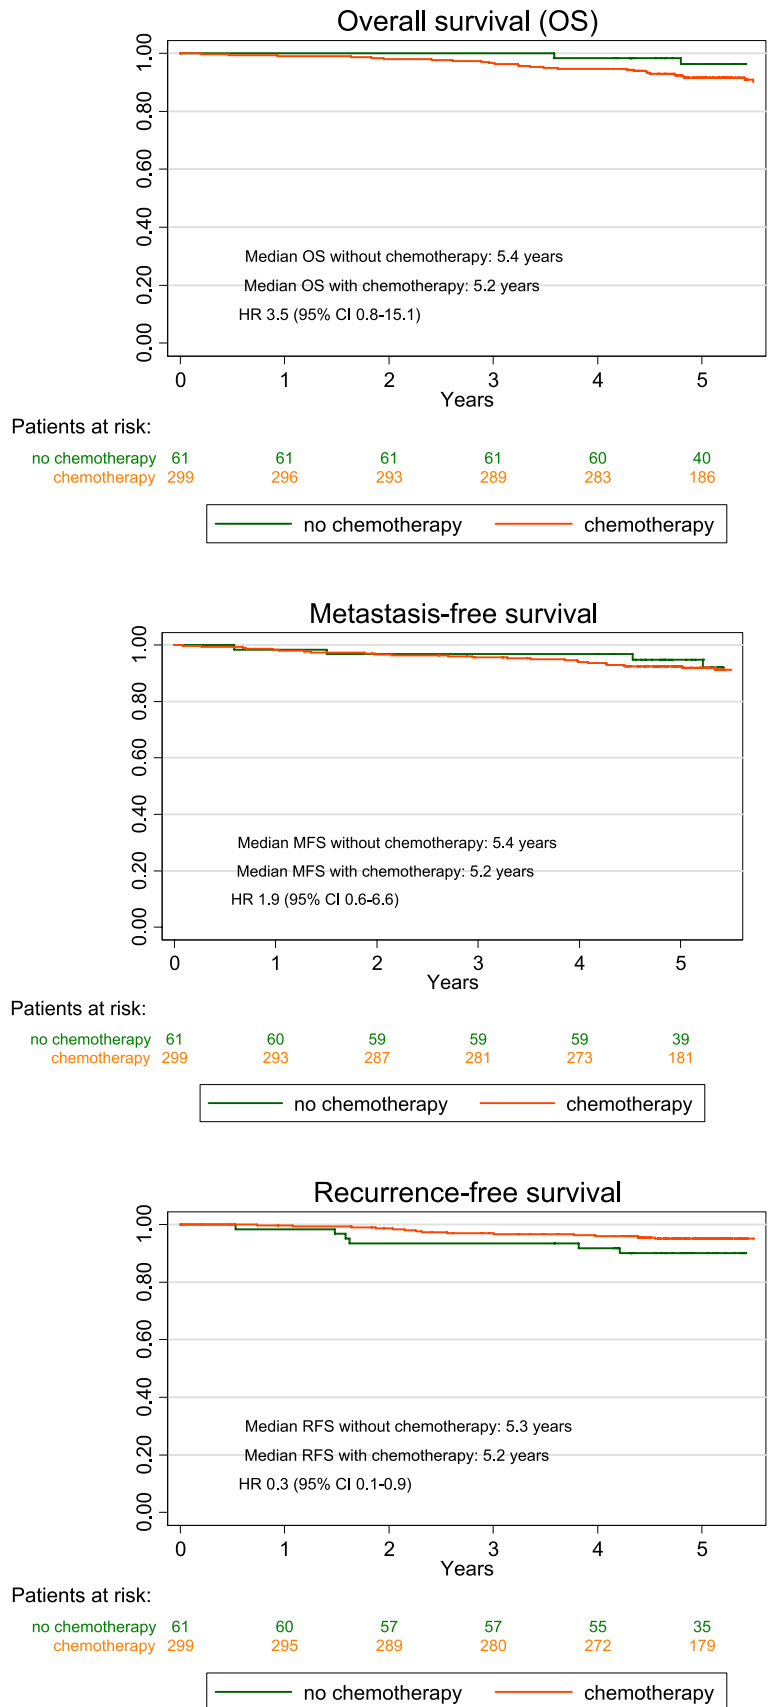 Overall survival (OS)
1.00
0.80
0.60
0.40
0.20
0.00
Median OS without chemotherapy: 5.4 years
Median OS with chemotherapy: 5.2 years
HR 3.5 (95% CI 0.8-15.1)
0 1 2 3 4 5
Years
Patients at risk:
no chemotherapy 61 61 61 61 60 40
chemotherapy 299 296 293 289 283 186
no chemotherapy chemotherapy
Metastasis-free survival
1.00
0.80
0.60
0.40
0.20
0.00
Median MFS without chemotherapy: 5.4 years
Median MFS with chemotherapy: 5.2 years
HR 1.9 (95% CI 0.6-6.6)
0 1 2 3 4 5
Years
Patients at risk:
no chemotherapy 61 60 59 59 59 39
chemotherapy 299 293 287 281 273 181
no chemotherapy chemotherapy
Recurrence-free survival
1.00
0.80
0.60
0.40
0.20
0.00
Median RFS without chemotherapy: 5.3 years
Median RFS with chemotherapy: 5.2 years
HR 0.3 (95% CI 0.1-0.9)
0 1 2 3 4 5
Years
Patients at risk:
no chemotherapy 61 60 57 57 55 35
chemotherapy 299 295 289 280 272 179
no chemotherapy chemotherapy